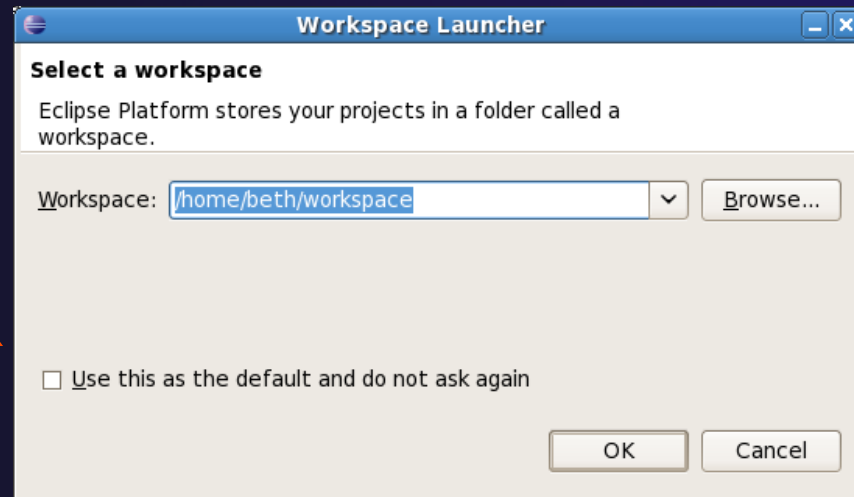 Workspace Launcher
Select a workspace
Eclipse Platform stores your projects in a folder called a
workspace.
Workspace: /home/beth/workspace Browse...
Use this as the default and do not ask again
OK Cancel